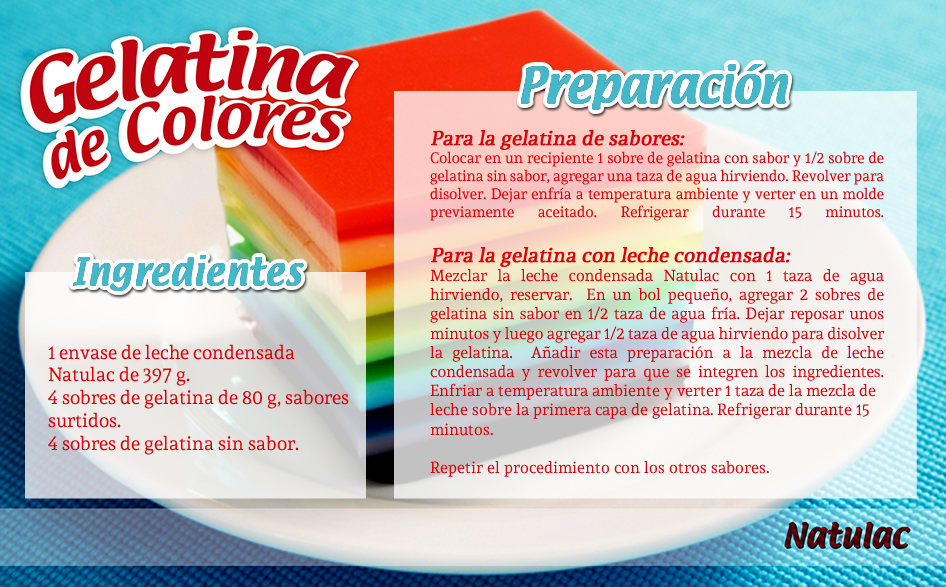 Gelatina
de Colores
Ingredientes
1 envase de leche condensada
Natulac de 397 g.
4 sobres de gelatina de 80 g, sabores
surtidos.
4 sobres de gelatina sin sabor.
Preparación
Para la gelatina de sabores:
Colocar en un recipiente 1 sobre de gelatina con sabor y 1/2 sobre de
gelatina sin sabor, agregar una taza de agua hirviendo. Revolver para
disolver. Dejar enfría a temperatura ambiente y verter en un molde
previamente aceitado. Refrigerar durante 15 minutos.
Para la gelatina con leche condensada:
Mezclar la leche condensada Natulac con 1 taza de agua
hirviendo, reservar. En un bol pequeño, agregar 2 sobres de
gelatina sin sabor en 1/2 taza de agua fría. Dejar reposar unos
minutos y luego agregar 1/2 taza de agua hirviendo para disolver
la gelatina. Añadir esta preparación a la mezcla de leche
condensada y revolver para que se integren los ingredientes.
Enfriar a temperatura ambiente y verter 1 taza de la mezcla de
leche sobre la primera capa de gelatina. Refrigerar durante 15
minutos.
Repetir el procedimiento con los otros sabores.
Natulac